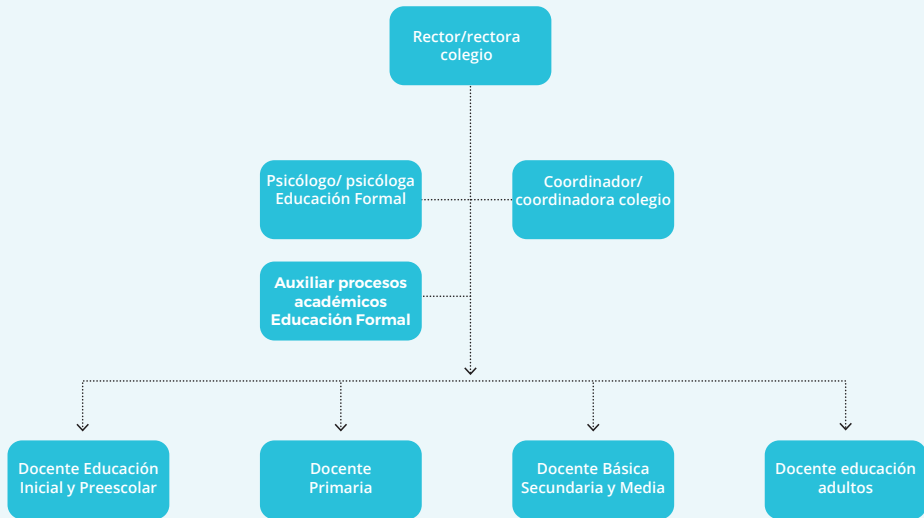 Rector/rectora
colegio
Psicólogo/ psicóloga
Educación Formal
Coordinador/
coordinadora colegio
Auxiliar procesos
académicos
Educación Formal
Docente Educación
Inicial y Preescolar
Docente
Primaria
Docente Básica
Secundaria y Media
Docente educación
adultos